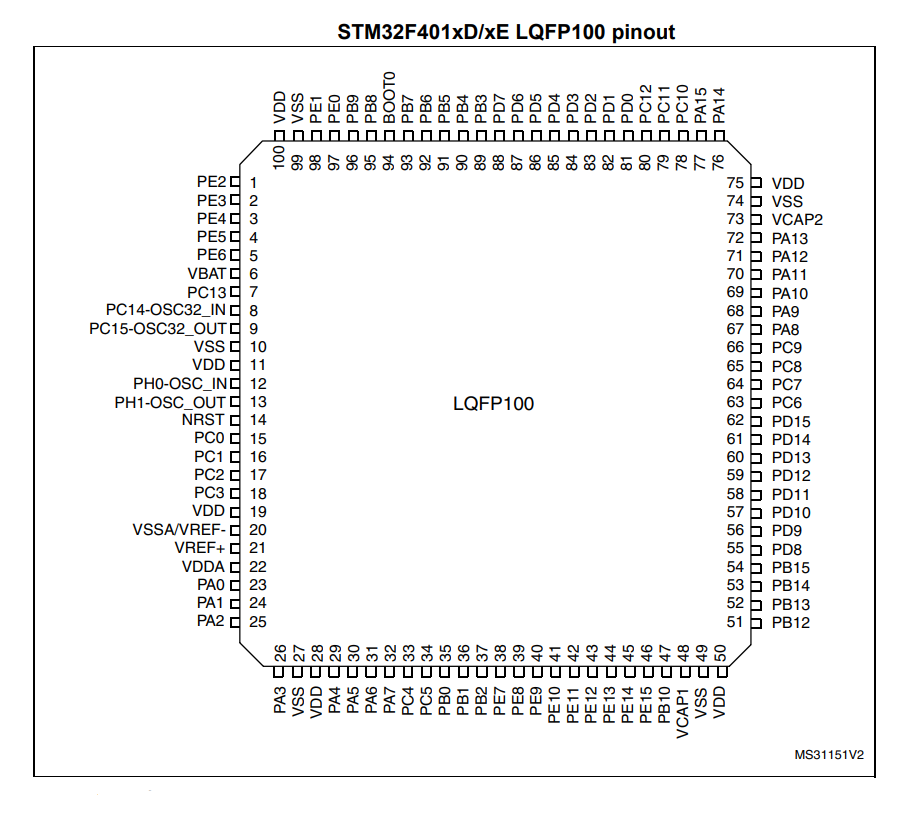 STM32F401xD/xE LQFP100 pinout
VDD VSS PE1 PE0 PB9 PB8 BOOT0 PB7 PB6 PB5 PB4 PB3 PD7 PD6 PD5 PD4 PD3 PD2 PD1 PD0 PC12 PC11 PC10 PA15 PA14
100 99 98 97 96 95 94 93 92 91 90 89 88 87 86 85 84 83 82 81 80 79 78 77 76
PE2 1 75 VDD
PE3 2 74 VSS
PE4 3 73 VCAP2
PE5 4 72 PA13
PE6 5 71 PA12
VBAT 6 70 PA11
PC13 7 69 PA10
PC14-OSC32_IN 8 68 PA9
PC15-OSC32_OUT 9 67 PA8
VSS 10 66 PC9
VDD 11 65 PC8
PH0-OSC_IN 12 64 PC7
PH1-OSC_OUT 13 63 PC6
NRST 14 62 PD15
PC0 15 61 PD14
PC1 16 60 PD13
PC2 17 59 PD12
PC3 18 58 PD11
VDD 19 57 PD10
VSSA/VREF- 20 56 PD9
VREF+ 21 55 PD8
VDDA 22 54 PB15
PA0 23 53 PB14
PA1 24 52 PB13
PA2 25 51 PB12
LQFP100
26 27 28 29 30 31 32 33 34 35 36 37 38 39 40 41 42 43 44 45 46 47 48 49 50
PA3 VSS VDD PA4 PA5 PA6 PA7 PC4 PC5 PB0 PB1 PB2 PE7 PE8 PE9 PE10 PE11 PE12 PE13 PE14 PE15 PB10 VCAP1 VSS VDD
MS31151V2